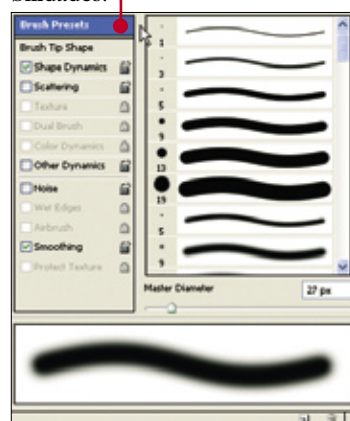 Brush Presets
Brush Tip Shape
Shape Dynamics
Scattering
Texture
Dual Brush
Color Dynamics
Other Dynamics
Noise
Wet Edges
Airbrush
Smoothing
Protect Texture
1
3
5
9
13
19
5
9
Master Diameter
27 px